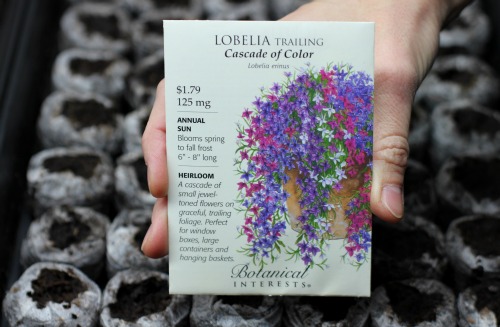 LOBELIA TRAILING
Cascade of Color
Lobelia erinus
$1.79
125 mg
ANNUAL
SUN
Blooms spring
to fall frost
6" - 8" long
HEIRLOOM
A cascade of
small jewel-
toned flowers on
graceful, trailing
foliage. Perfect
for window
boxes, large
containers and
hanging baskets.
Botanical
INTERESTS®